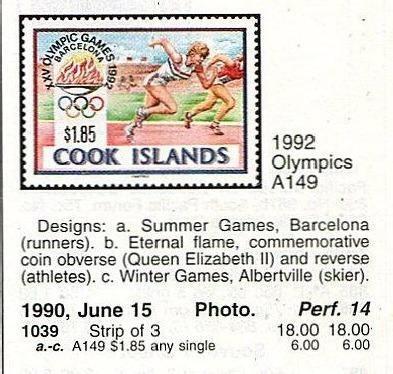 XXV OLYMPIC GAMES 1992
BARCELONA
$1.85
COOK ISLANDS
1992
Olympics
A149
Designs: a. Summer Games, Barcelona
(runners). b. Eternal flame, commemorative
coin obverse (Queen Elizabeth II) and reverse
(athletes). c. Winter Games, Albertville (skier).
1990, June 15 Photo. Perf. 14
1039 Strip of 3 18.00 18.00
a.-c. A149 $1.85 any single 6.00 6.00